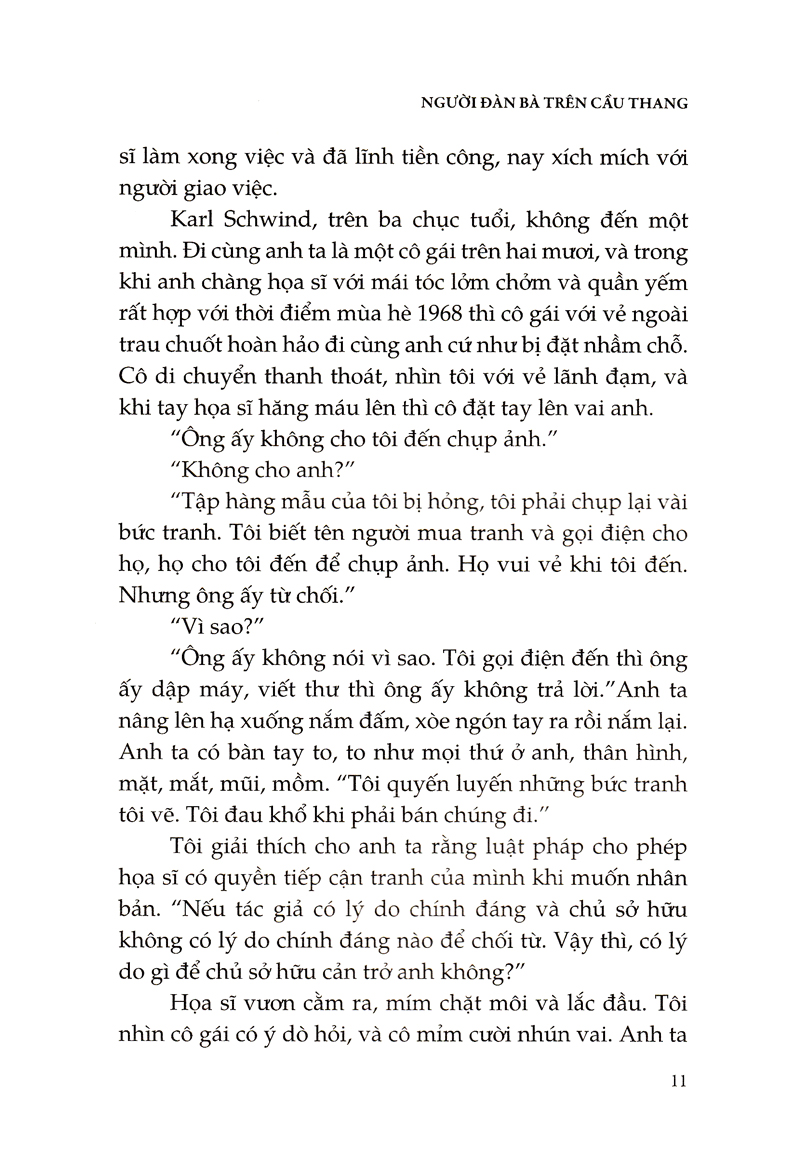 NGƯỜI ĐÀN BÀ TRÊN CẦU THANG
sĩ làm xong việc và đã lĩnh tiền công, nay xích mích với
người giao việc.
Karl Schwind, trên ba chục tuổi, không đến một
mình. Đi cùng anh ta là một cô gái trên hai mươi, và trong
khi anh chàng họa sĩ với mái tóc lởm chởm và quần yếm
rất hợp với thời điểm mùa hè 1968 thì cô gái với vẻ ngoài
trau chuốt hoàn hảo đi cùng anh cứ như bị đặt nhầm chỗ.
Cô di chuyển thanh thoát, nhìn tôi với vẻ lãnh đạm, và
khi tay họa sĩ hăng máu lên thì cô đặt tay lên vai anh.
“Ông ấy không cho tôi đến chụp ảnh.”
“Không cho anh?”
“Tập hàng mẫu của tôi bị hỏng, tôi phải chụp lại vài
bức tranh. Tôi biết tên người mua tranh và gọi điện cho
họ, họ cho tôi đến để chụp ảnh. Họ vui vẻ khi tôi đến.
Nhưng ông ấy từ chối.”
“Vì sao?”
“Ông ấy không nói vì sao. Tôi gọi điện đến thì ông
ấy dập máy, viết thư thì ông ấy không trả lời.”Anh ta
nâng lên hạ xuống nắm đấm, xòe ngón tay ra rồi nắm lại.
Anh ta có bàn tay to, to như mọi thứ ở anh, thân hình,
mặt, mắt, mũi, mồm. “Tôi quyến luyến những bức tranh
tôi vẽ. Tôi đau khổ khi phải bán chúng đi.”
Tôi giải thích cho anh ta rằng luật pháp cho phép
họa sĩ có quyền tiếp cận tranh của mình khi muốn nhân
bản. “Nếu tác giả có lý do chính đáng và chủ sở hữu
không có lý do chính đáng nào để chối từ. Vậy thì, có lý
do gì để chủ sở hữu cản trở anh không?”
Họa sĩ vươn cằm ra, mím chặt môi và lắc đầu. Tôi
nhìn cô gái có ý dò hỏi, và cô mỉm cười nhún vai. Anh ta
11